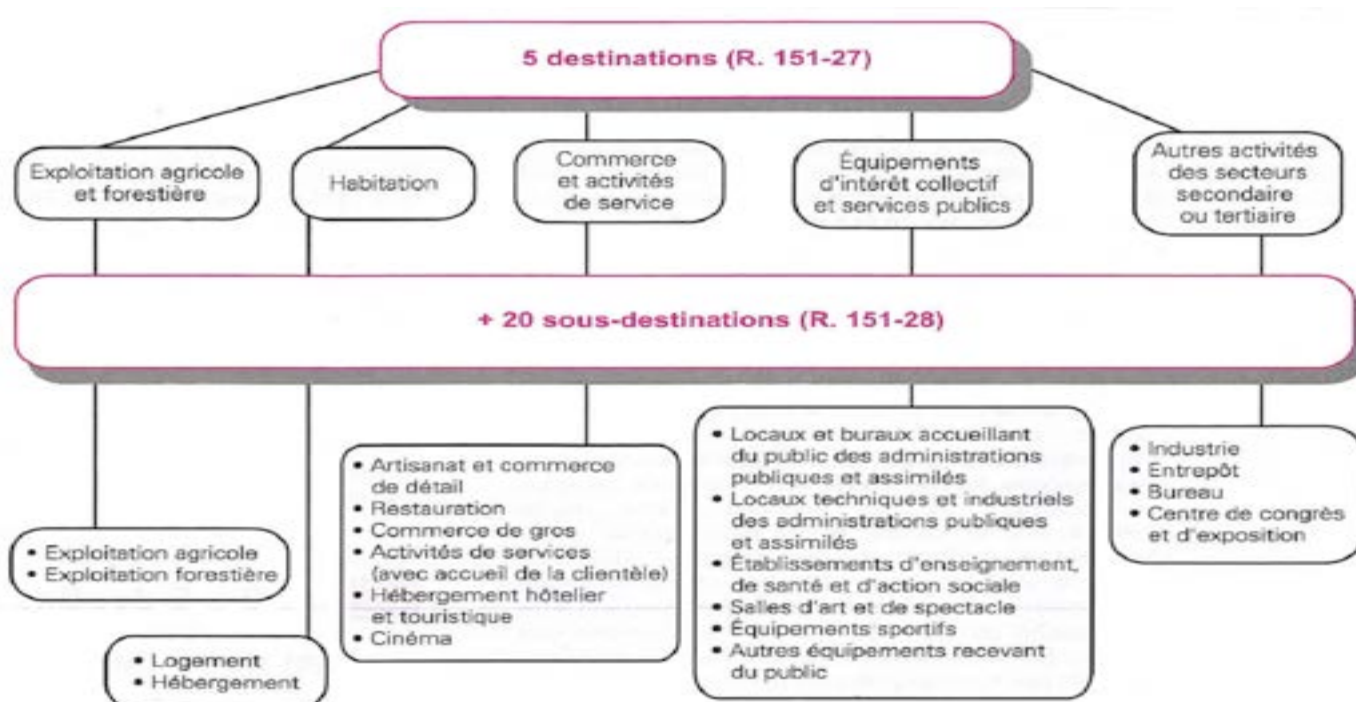 5 destinations (R. 151-27)
Exploitation agricole
et forestière
Habitation
Commerce
et activités
de service
Équipements
d'intérêt collectif
et services publics
Autres activités
des secteurs
secondaire
ou tertiaire
+ 20 sous-destinations (R. 151-28)
• Exploitation agricole
• Exploitation forestière
• Logement
• Hébergement
• Artisanat et commerce
de détail
• Restauration
• Commerce de gros
• Activités de services
(avec accueil de la clientèle)
• Hébergement hôtelier
et touristique
• Cinéma
• Locaux et buraux accueillant
du public des administrations
publiques et assimilés
• Locaux techniques et industriels
des administrations publiques
et assimilés
• Établissements d'enseignement,
de santé et d'action sociale
• Salles d'art et de spectacle
• Équipements sportifs
• Autres équipements recevant
du public
• Industrie
• Entrepôt
• Bureau
• Centre de congrès
et d'exposition